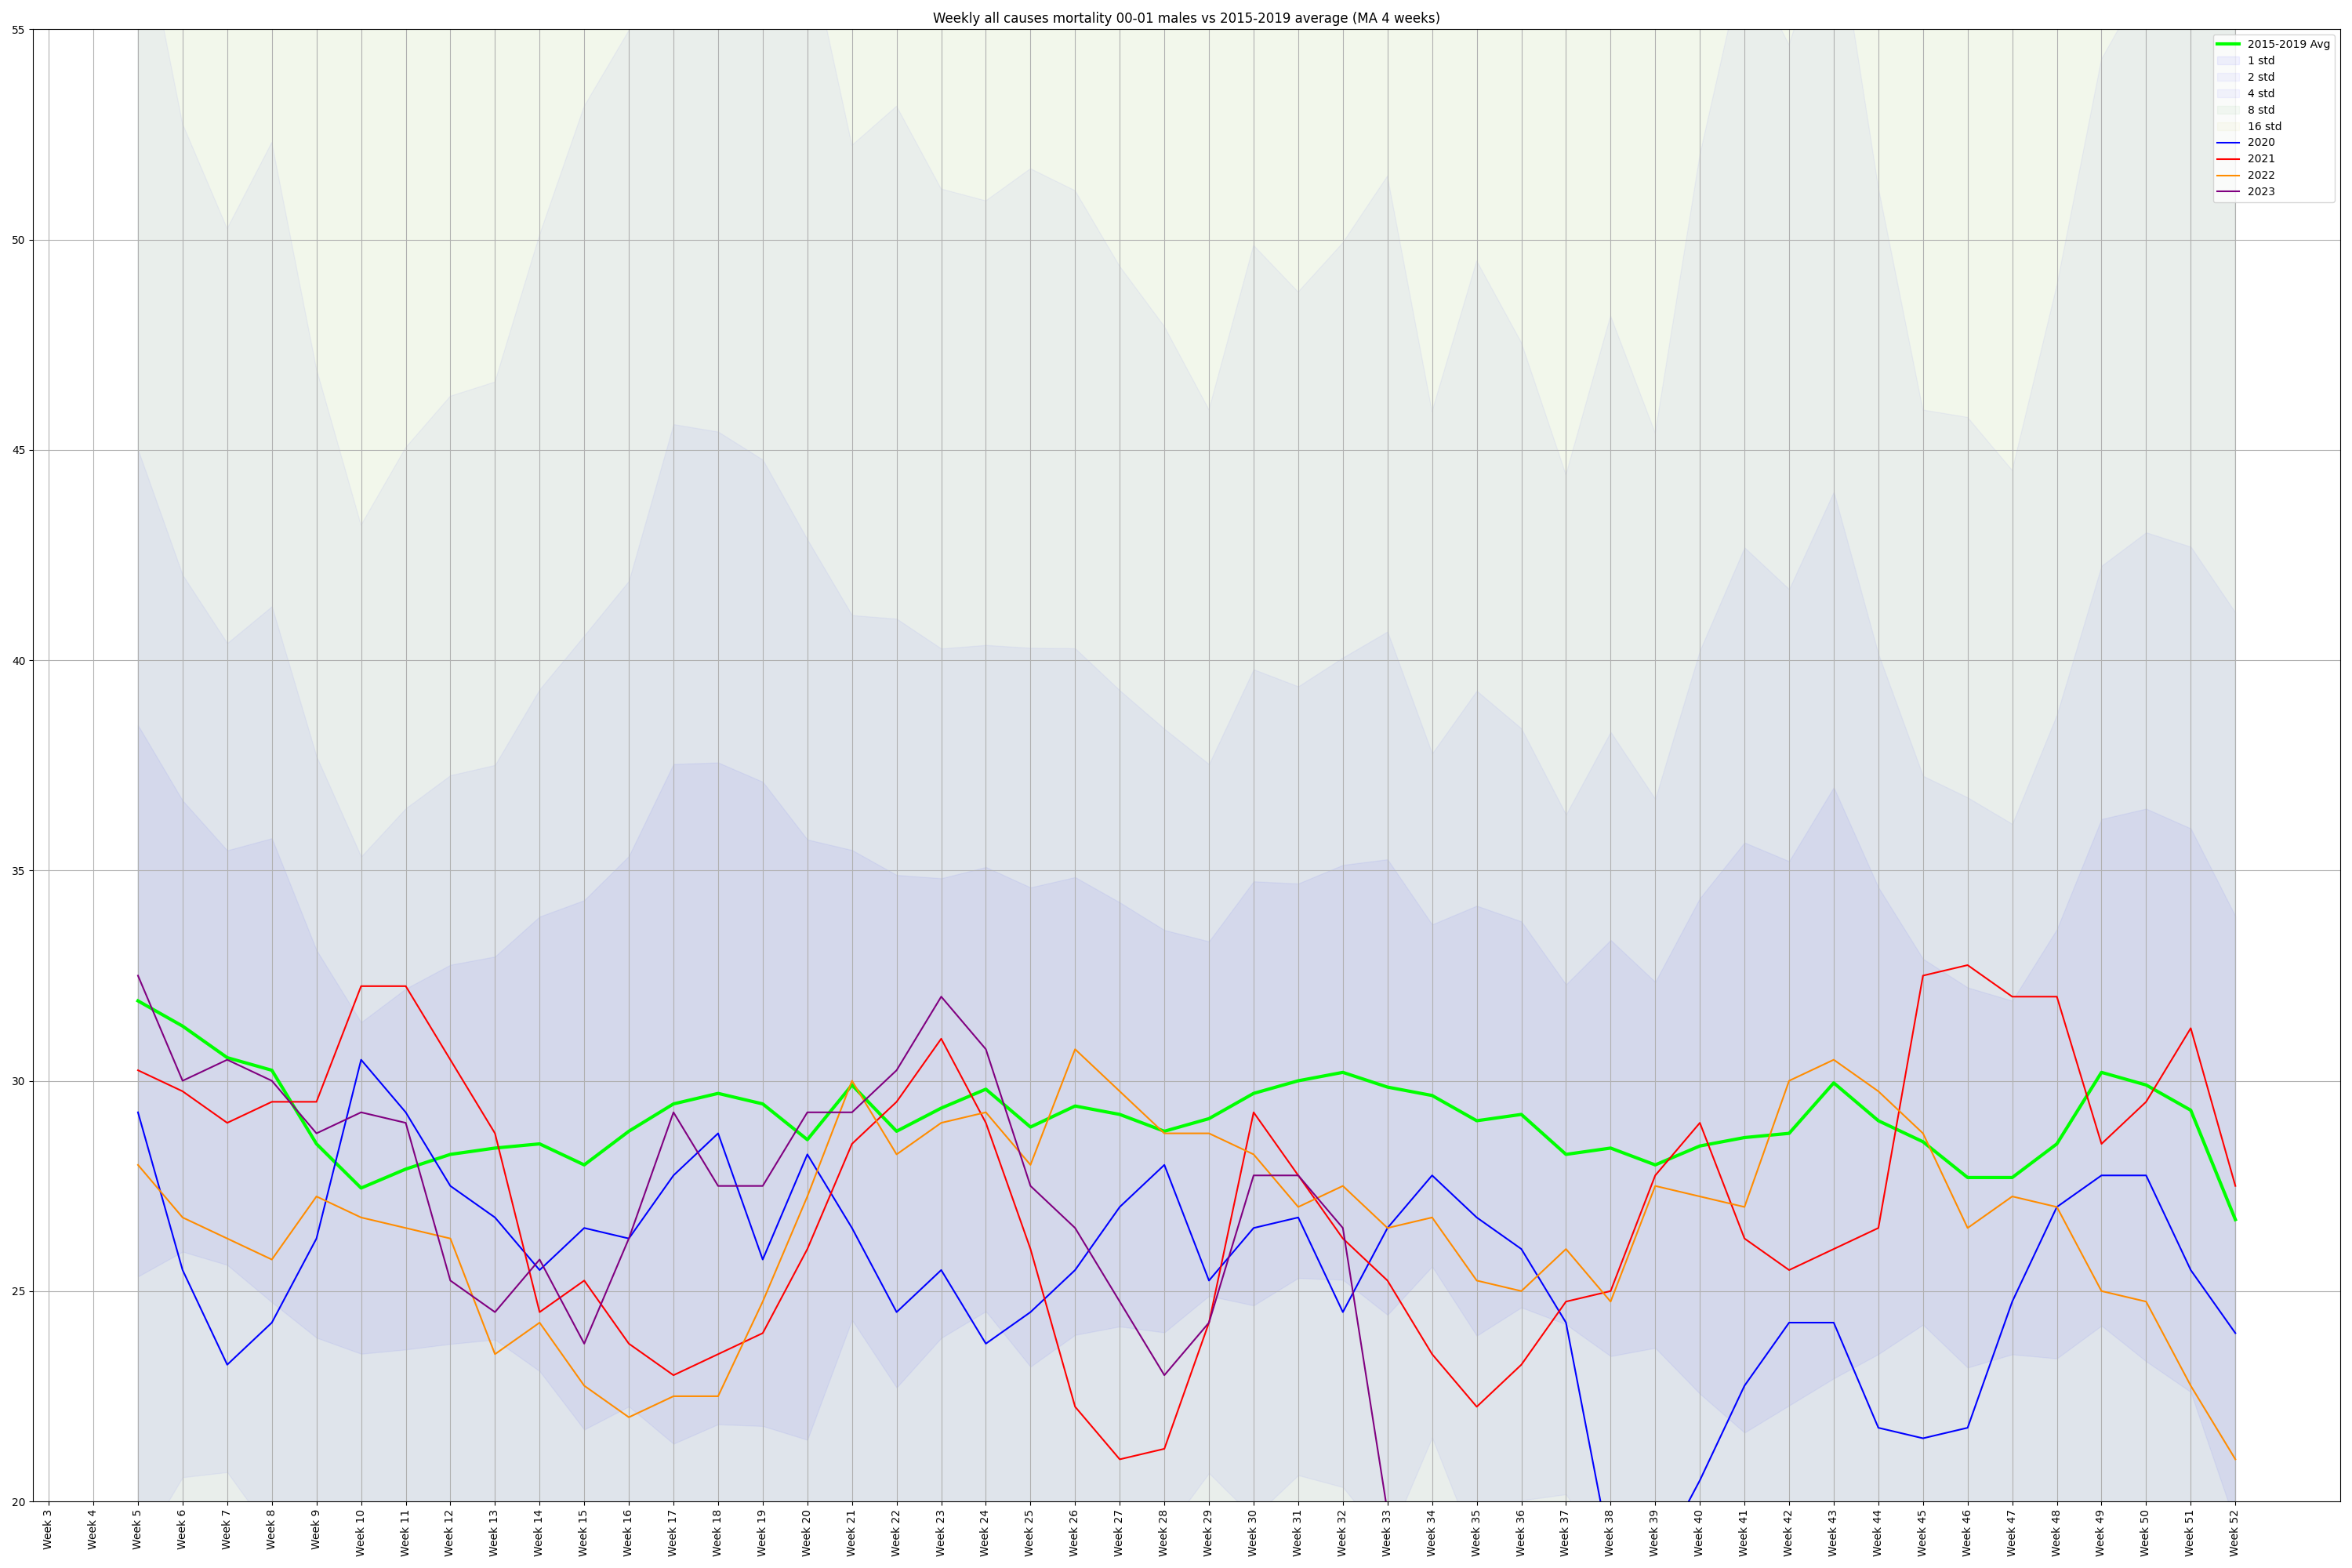 Weekly all causes mortality 00-01 males vs 2015-2019 average (MA 4 weeks)
55
50
45
40
35
30
25
20
2015-2019 Avg
1 std
2 std
4 std
8 std
16 std
2020
2021
2022
2023
Week 3
Week 4
Week 5
Week 6
Week 7
Week 8
Week 9
Week 10
Week 11
Week 12
Week 13
Week 14
Week 15
Week 16
Week 17
Week 18
Week 19
Week 20
Week 21
Week 22
Week 23
Week 24
Week 25
Week 26
Week 27
Week 28
Week 29
Week 30
Week 31
Week 32
Week 33
Week 34
Week 35
Week 36
Week 37
Week 38
Week 39
Week 40
Week 41
Week 42
Week 43
Week 44
Week 45
Week 46
Week 47
Week 48
Week 49
Week 50
Week 51
Week 52